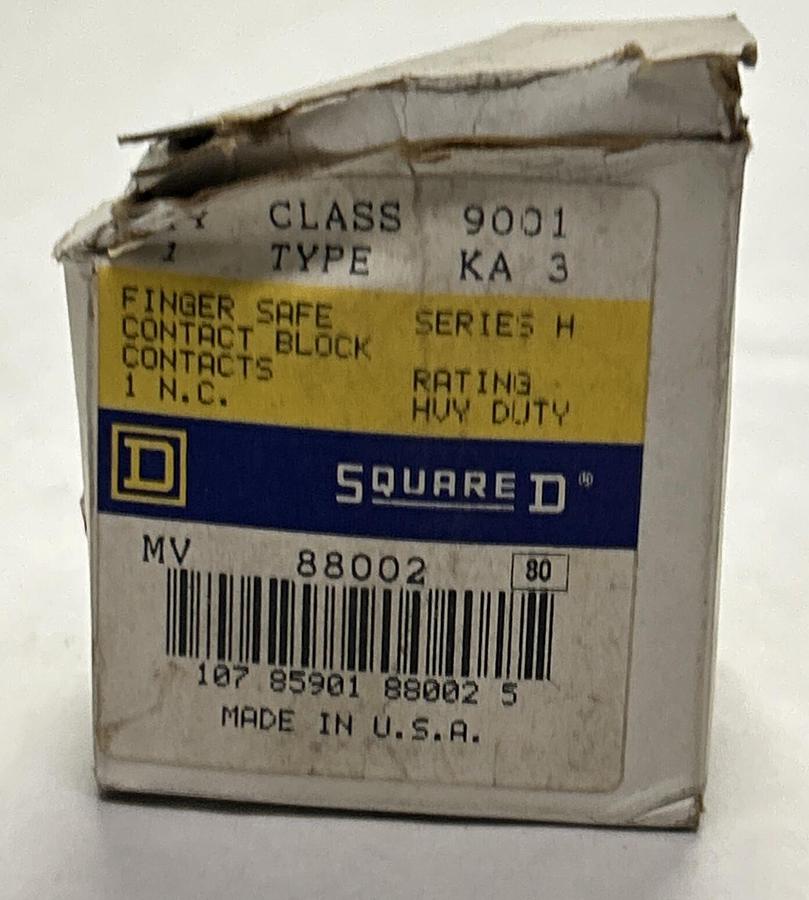 CLASS 9001
1 TYPE KA 3
FINGER SAFE
CONTACT BLOCK
CONTACTS
1 N.C.
SERIES H
RATING
HVY DUTY
D
SQUARE D®
MV 88002 80
107 85901 88002 5
MADE IN U.S.A.